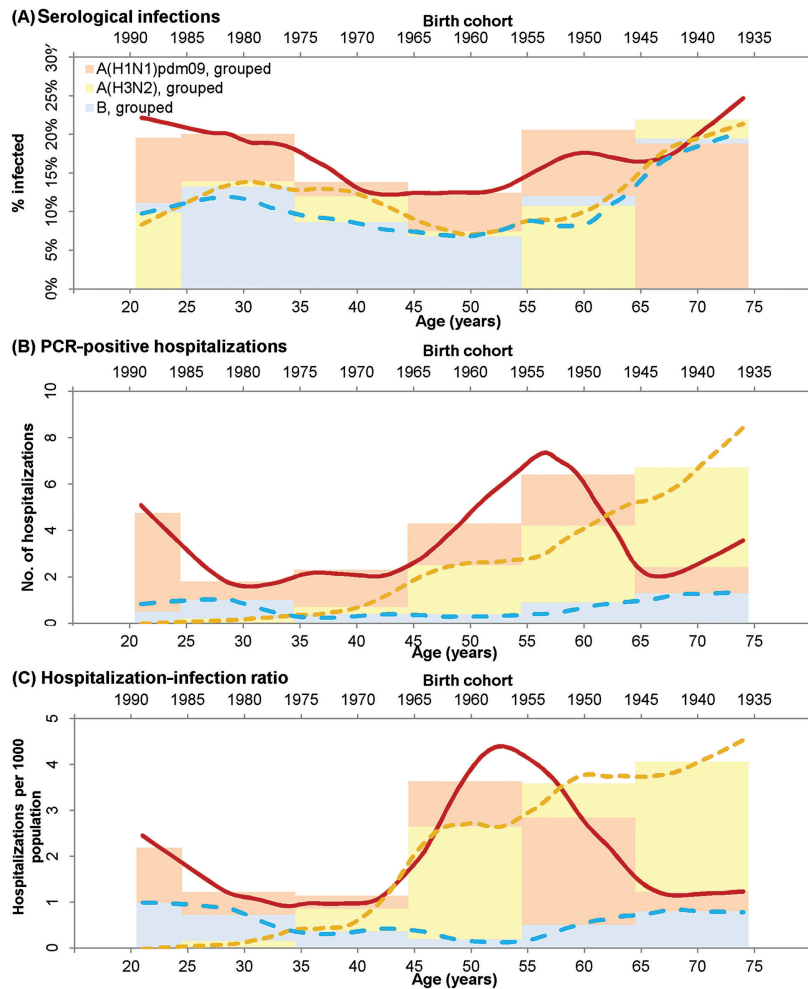 (A) Serological infections
Birth cohort
1990 1985 1980 1975 1970 1965 1960 1955 1950 1945 1940 1935
30%
25%
20%
15%
10%
5%
0%
% infected
A(H1N1)pdm09, grouped
A(H3N2), grouped
B, grouped
20 25 30 35 40 45 50 55 60 65 70 75
Age (years)
(B) PCR-positive hospitalizations
Birth cohort
1990 1985 1980 1975 1970 1965 1960 1955 1950 1945 1940 1935
10
8
6
4
2
0
No. of hospitalizations
20 25 30 35 40 45 50 55 60 65 70 75
Age (years)
(C) Hospitalization-infection ratio
Birth cohort
1990 1985 1980 1975 1970 1965 1960 1955 1950 1945 1940 1935
5
4
3
2
1
0
Hospitalizations per 1000
population
20 25 30 35 40 45 50 55 60 65 70 75
Age (years)